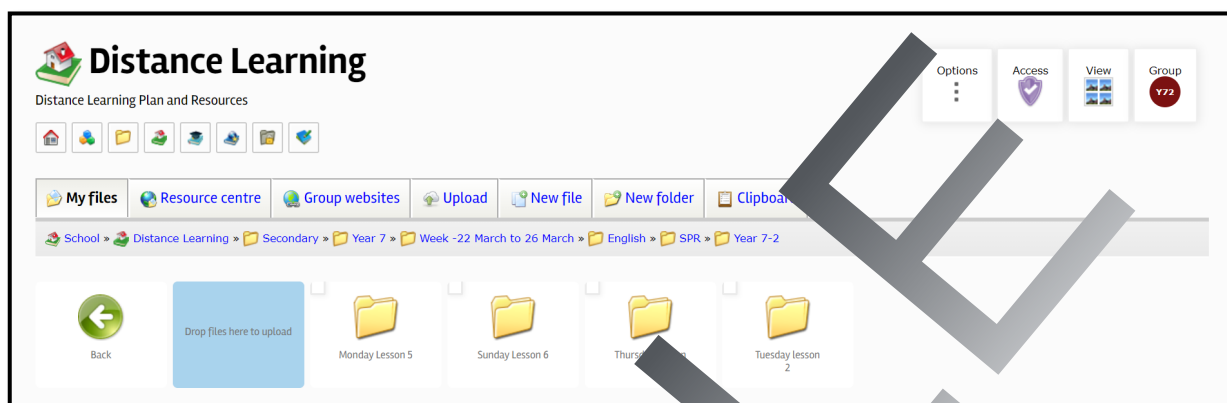 Distance Learning
Distance Learning Plan and Resources
Options Access View Group
Y72
My files Resource centre Group websites Upload New file New folder
School » Distance Learning » Secondary » Year 7 » Week -22 March to 26 March » English » SPR » Year 7-2
Back
Drop files here to upload
Monday Lesson 5
Sunday Lesson 6
Tuesday lesson
2